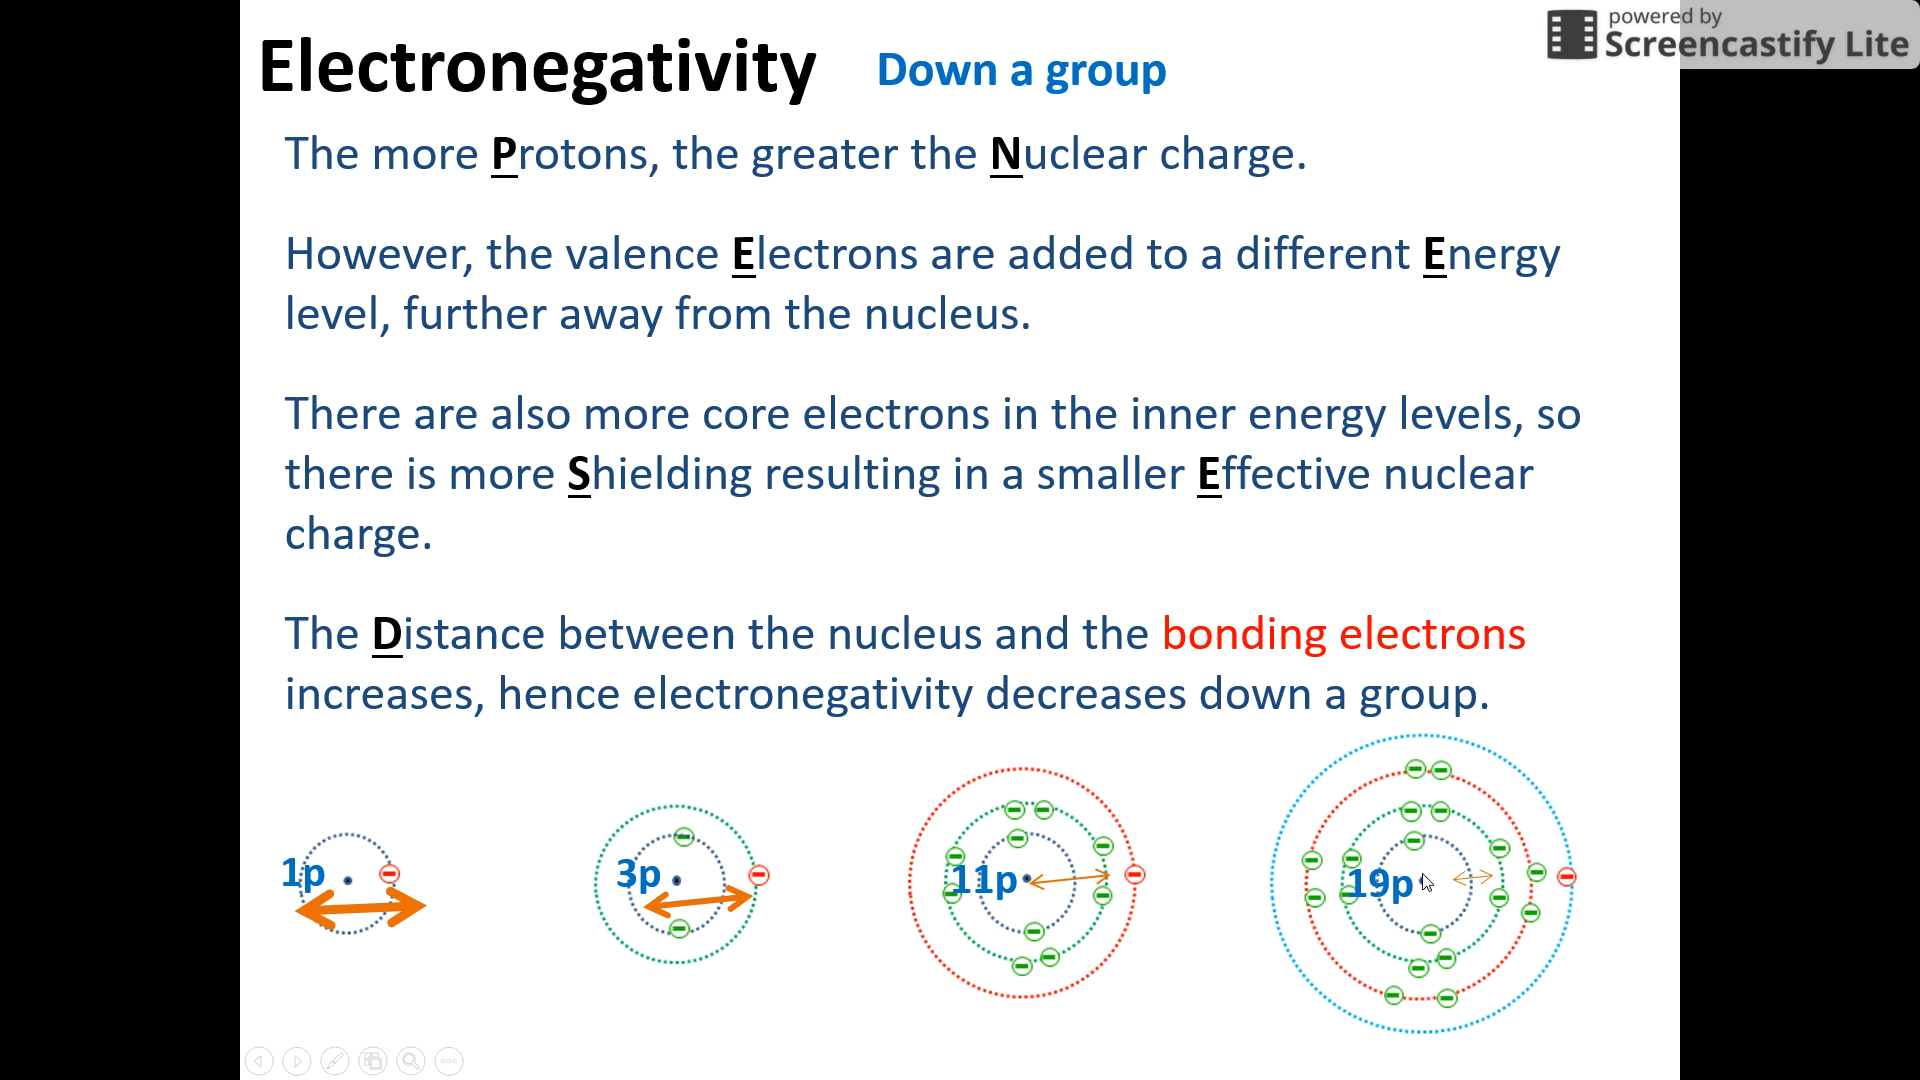 powered by
Screencastify Lite
Electronegativity Down a group
The more Protons, the greater the Nuclear charge.
However, the valence Electrons are added to a different Energy
level, further away from the nucleus.
There are also more core electrons in the inner energy levels, so
there is more Shielding resulting in a smaller Effective nuclear
charge.
The Distance between the nucleus and the bonding electrons
increases, hence electronegativity decreases down a group.
1p 3p 11p 19p